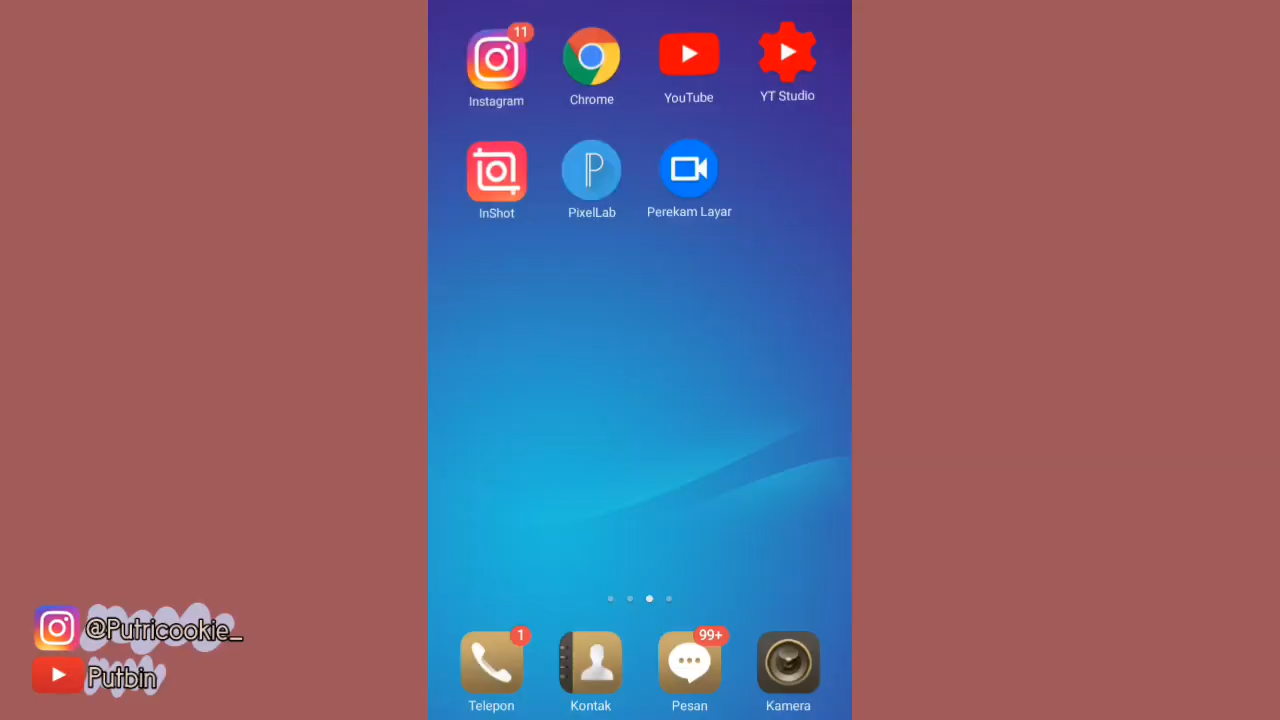 11
Instagram
Chrome
YouTube
YT Studio
InShot
P
PixelLab
Perekam Layar
@Putricookie_
Putbin
1
99+
Telepon
Kontak
Pesan
Kamera